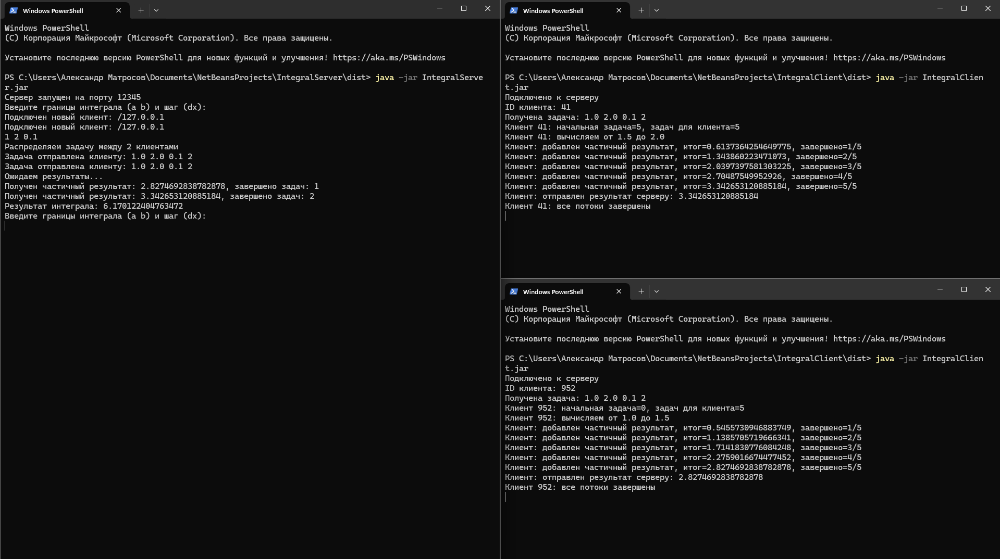 Windows PowerShell
Windows PowerShell
(C) Корпорация Майкрософт (Microsoft Corporation). Все права защищены.
Установите последнюю версию PowerShell для новых функций и улучшения! https://aka.ms/PSWindows
PS C:\Users\Александр Матросов\Documents\NetBeansProjects\IntegralServer\dist> java -jar IntegralServe
r.jar
Сервер запущен на порту 12345
Введите границы интеграла (a b) и шаг (dx):
Подключен новый клиент: /127.0.0.1
Подключен новый клиент: /127.0.0.1
1 2 0.1
Распределяем задачу между 2 клиентами
Задача отправлена клиенту: 1.0 2.0 0.1 2
Задача отправлена клиенту: 1.0 2.0 0.1 2
Ожидаем результаты...
Получен частичный результат: 2.8274692838782878, завершено задач: 1
Получен частичный результат: 3.342653120885184, завершено задач: 2
Результат интеграла: 6.170122404763472
Введите границы интеграла (a b) и шаг (dx):
Windows PowerShell
Windows PowerShell
(C) Корпорация Майкрософт (Microsoft Corporation). Все права защищены.
Установите последнюю версию PowerShell для новых функций и улучшения! https://aka.ms/PSWindows
PS C:\Users\Александр Матросов\Documents\NetBeansProjects\IntegralClient\dist> java -jar IntegralClien
t.jar
Подключено к серверу
ID клиента: 41
Получена задача: 1.0 2.0 0.1 2
Клиент 41: начальная задача=5, задач для клиента=5
Клиент 41: вычисляем от 1.5 до 2.0
Клиент: добавлен частичный результат, итог=0.6137364254649775, завершено=1/5
Клиент: добавлен частичный результат, итог=1.343860223471073, завершено=2/5
Клиент: добавлен частичный результат, итог=2.0397397581303225, завершено=3/5
Клиент: добавлен частичный результат, итог=2.70487549952926, завершено=4/5
Клиент: добавлен частичный результат, итог=3.342653120885184, завершено=5/5
Клиент: отправлен результат серверу: 3.342653120885184
Клиент 41: все потоки завершены
Windows PowerShell
Windows PowerShell
(C) Корпорация Майкрософт (Microsoft Corporation). Все права защищены.
Установите последнюю версию PowerShell для новых функций и улучшения! https://aka.ms/PSWindows
PS C:\Users\Александр Матросов\Documents\NetBeansProjects\IntegralClient\dist> java -jar IntegralClien
t.jar
Подключено к серверу
ID клиента: 952
Получена задача: 1.0 2.0 0.1 2
Клиент 952: начальная задача=0, задач для клиента=5
Клиент 952: вычисляем от 1.0 до 1.5
Клиент: добавлен частичный результат, итог=0.5455730946883749, завершено=1/5
Клиент: добавлен частичный результат, итог=1.1385705719666341, завершено=2/5
Клиент: добавлен частичный результат, итог=1.7141830776084248, завершено=3/5
Клиент: добавлен частичный результат, итог=2.2759016674477452, завершено=4/5
Клиент: добавлен частичный результат, итог=2.8274692838782878, завершено=5/5
Клиент: отправлен результат серверу: 2.8274692838782878
Клиент 952: все потоки завершены